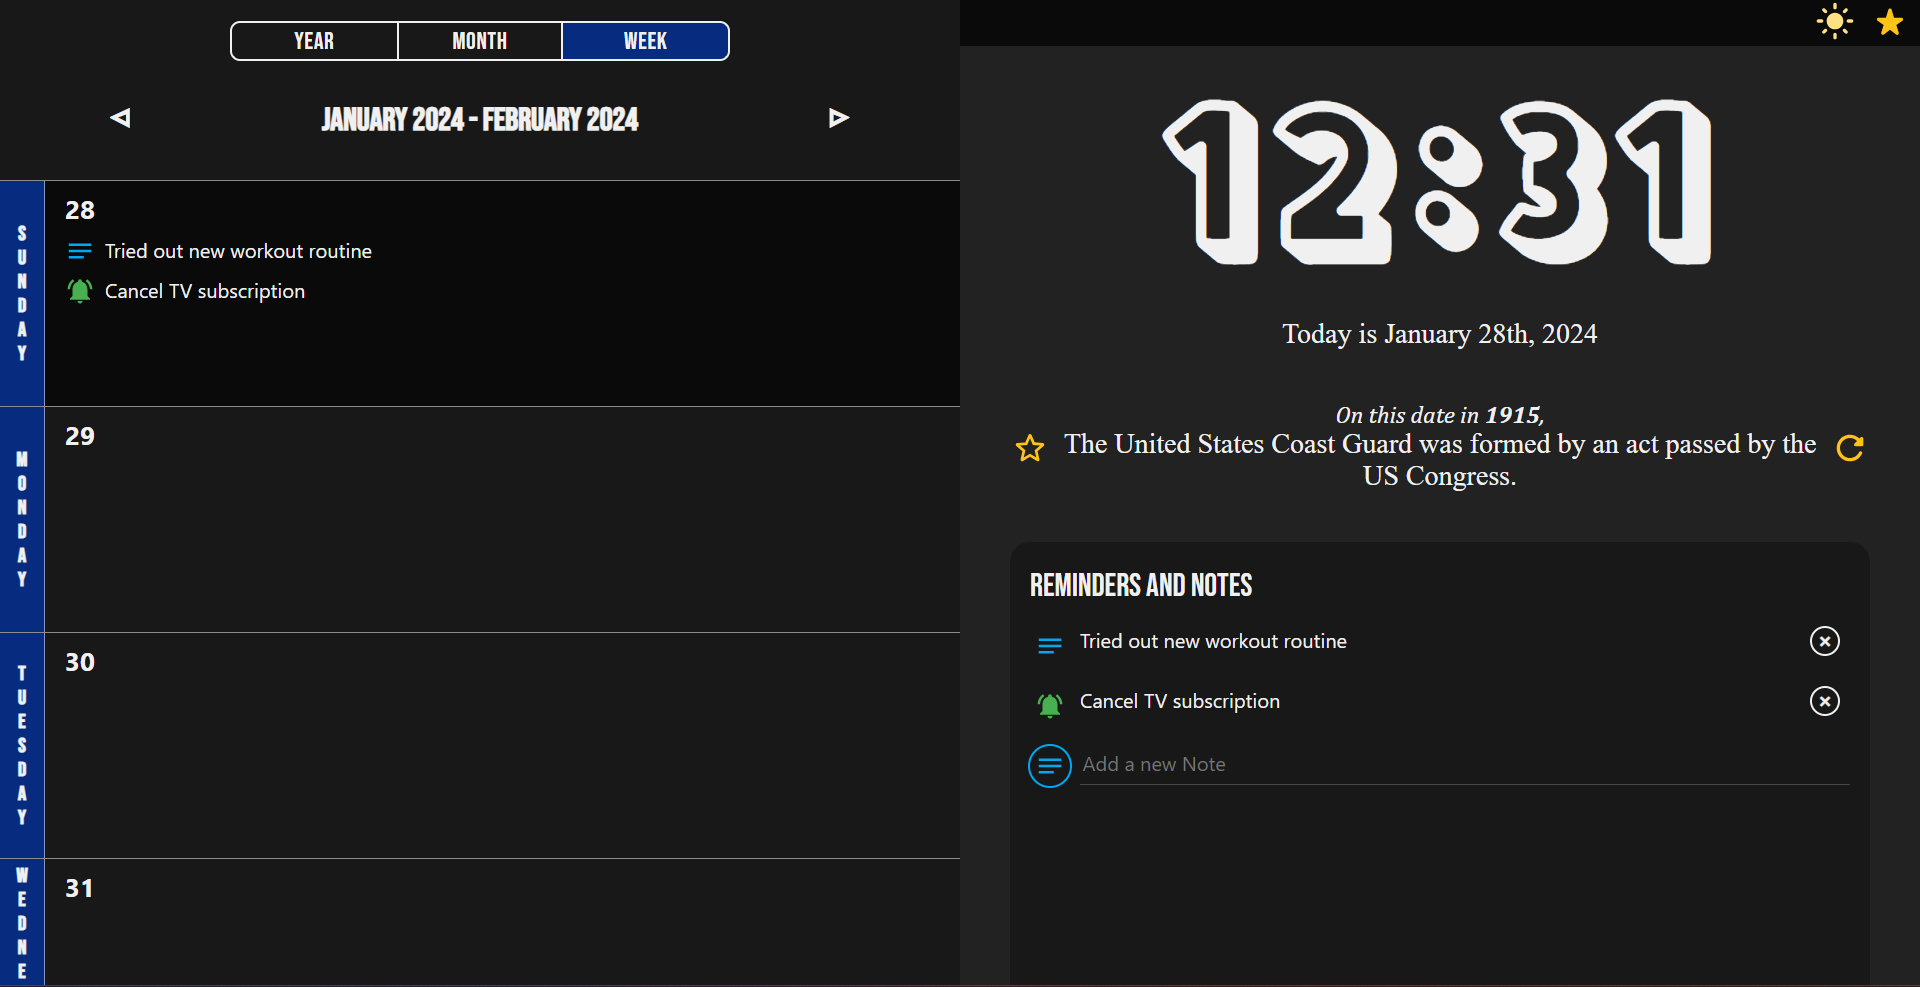 YEAR MONTH WEEK
JANUARY 2024 - FEBRUARY 2024
SUNDAY
28
Tried out new workout routine
Cancel TV subscription
MONDAY
29
TUESDAY
30
WEDNE
31
12:31
Today is January 28th, 2024
On this date in 1915,
The United States Coast Guard was formed by an act passed by the
US Congress.
REMINDERS AND NOTES
Tried out new workout routine
Cancel TV subscription
Add a new Note